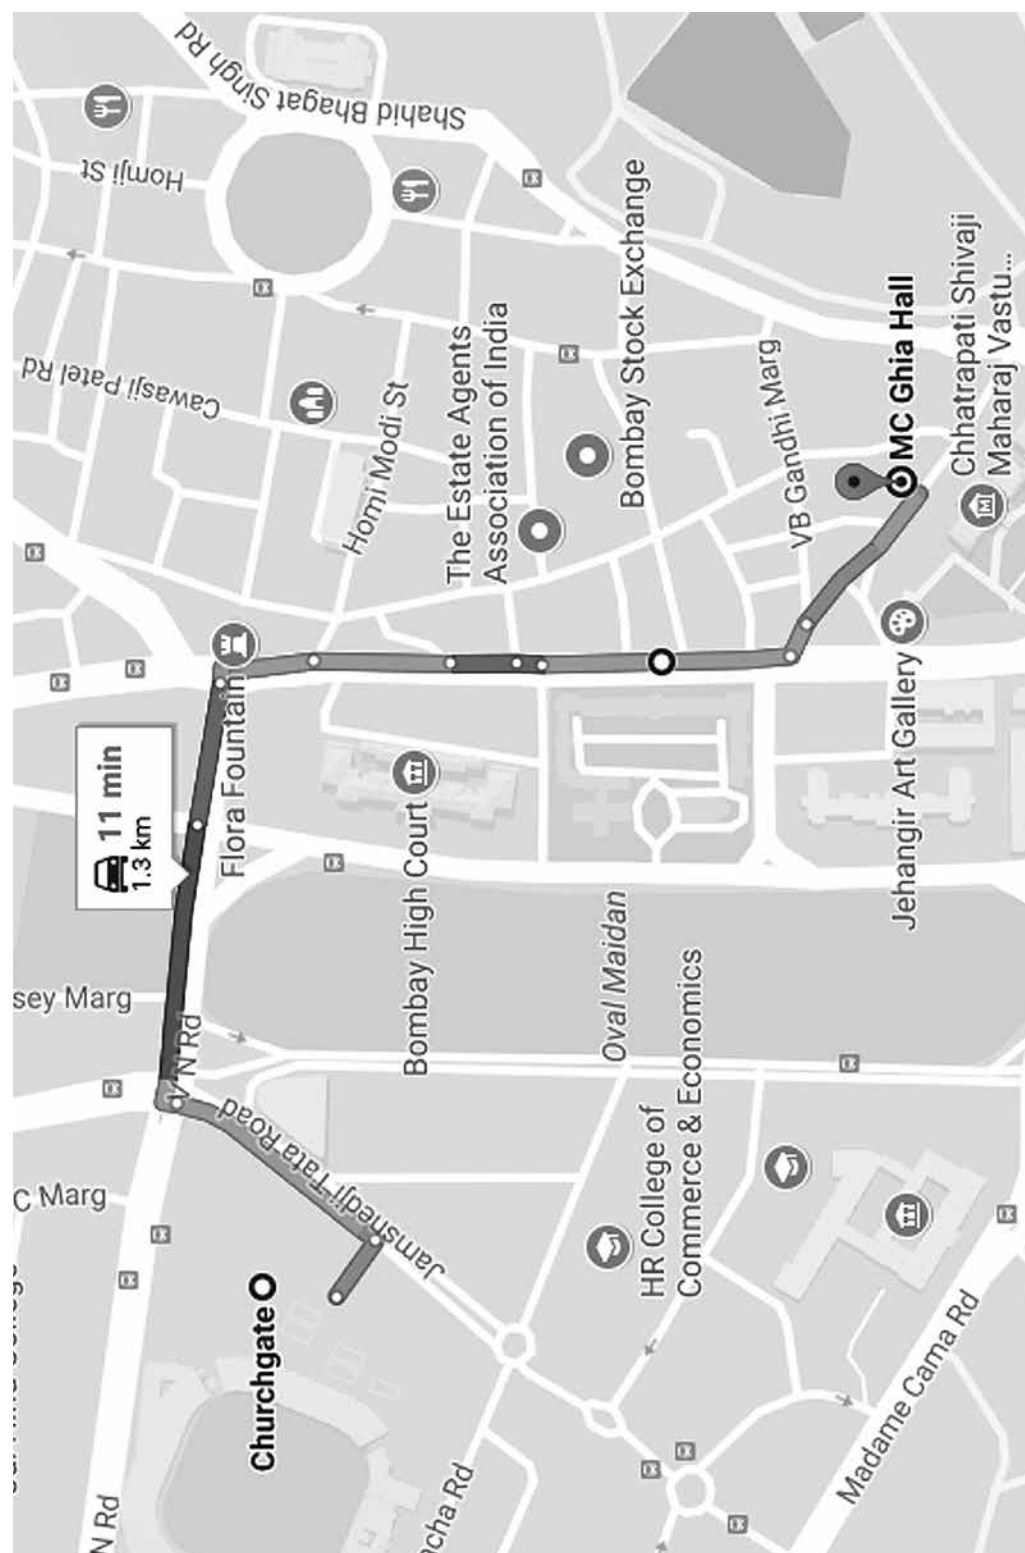 C Marg
sey Marg
Cawasji Patel Rd
Homji St
N Rd
11 min
1.3 km
V N Rd
Shahid Bhagat Singh Rd
Churchgate
Flora Fountain
Jamshedji Tata Road
Homi Modi St
Bombay High Court
acha Rd
The Estate Agents
Association of India
Oval Maidan
Bombay Stock Exchange
HR College of
Commerce & Economics
VB Gandhi Marg
Madame Cama Rd
Jehangir Art Gallery
MC Ghia Hall
Chhatrapati Shivaji
Maharaj Vastu...